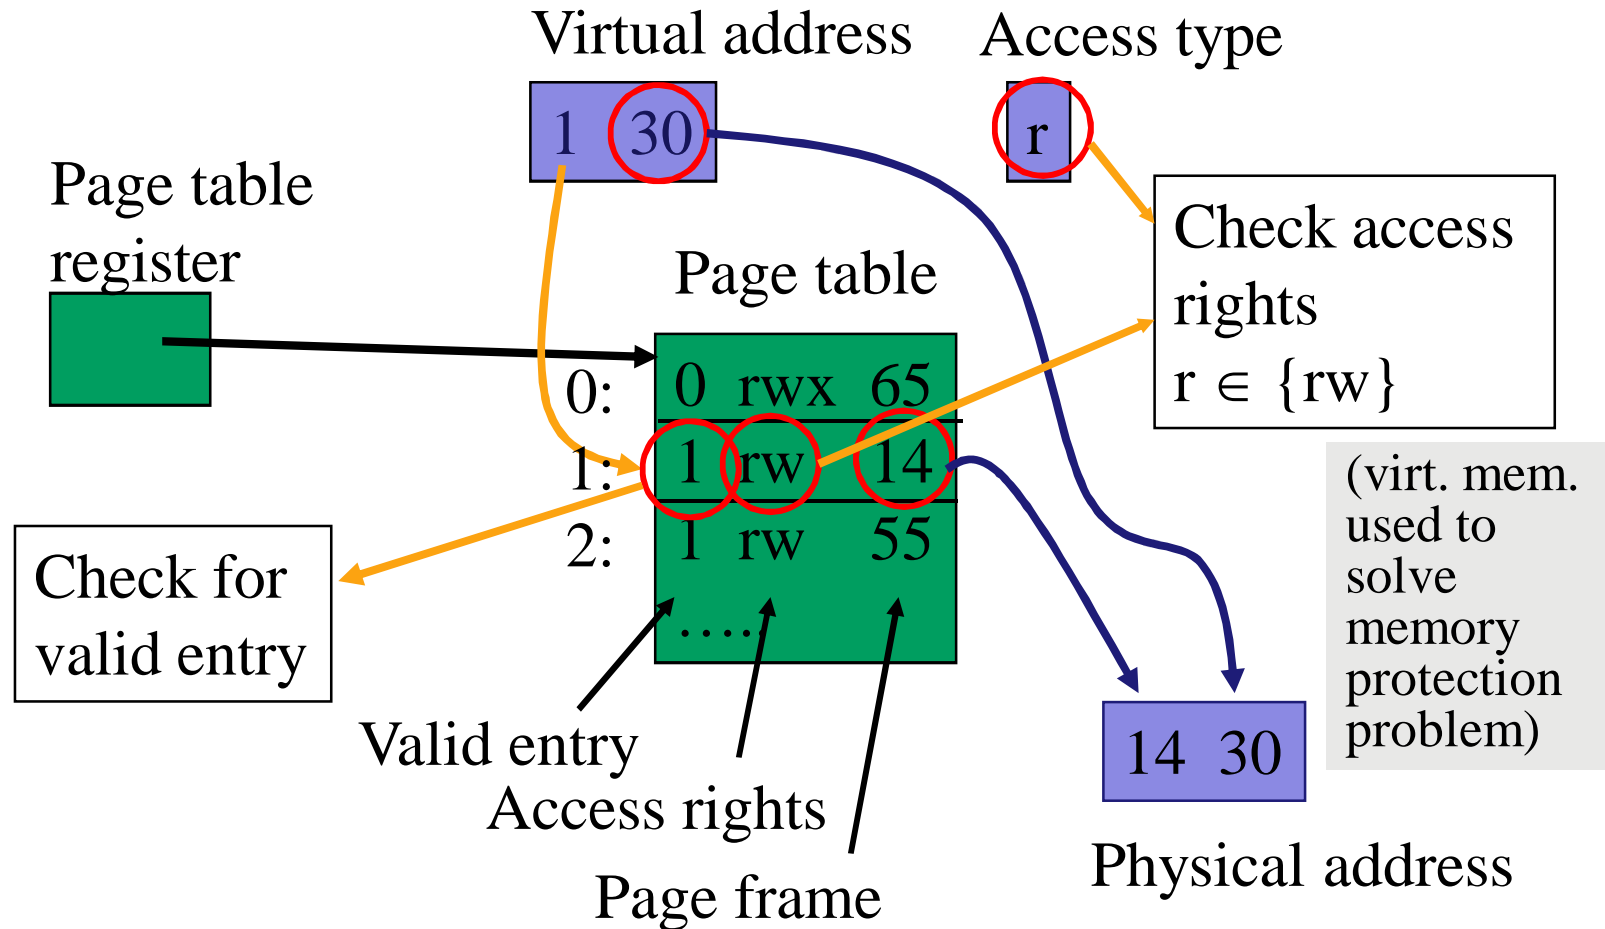 Virtual address
Access type
1 30
r
Page table
register
Page table
Check access
rights
r ∈ {rw}
0: 0 rwx 65
1: 1 rw 14
2: 1 rw 55
.....
Check for
valid entry
(virt. mem.
used to
solve
memory
protection
problem)
Valid entry
Access rights
Page frame
14 30
Physical address